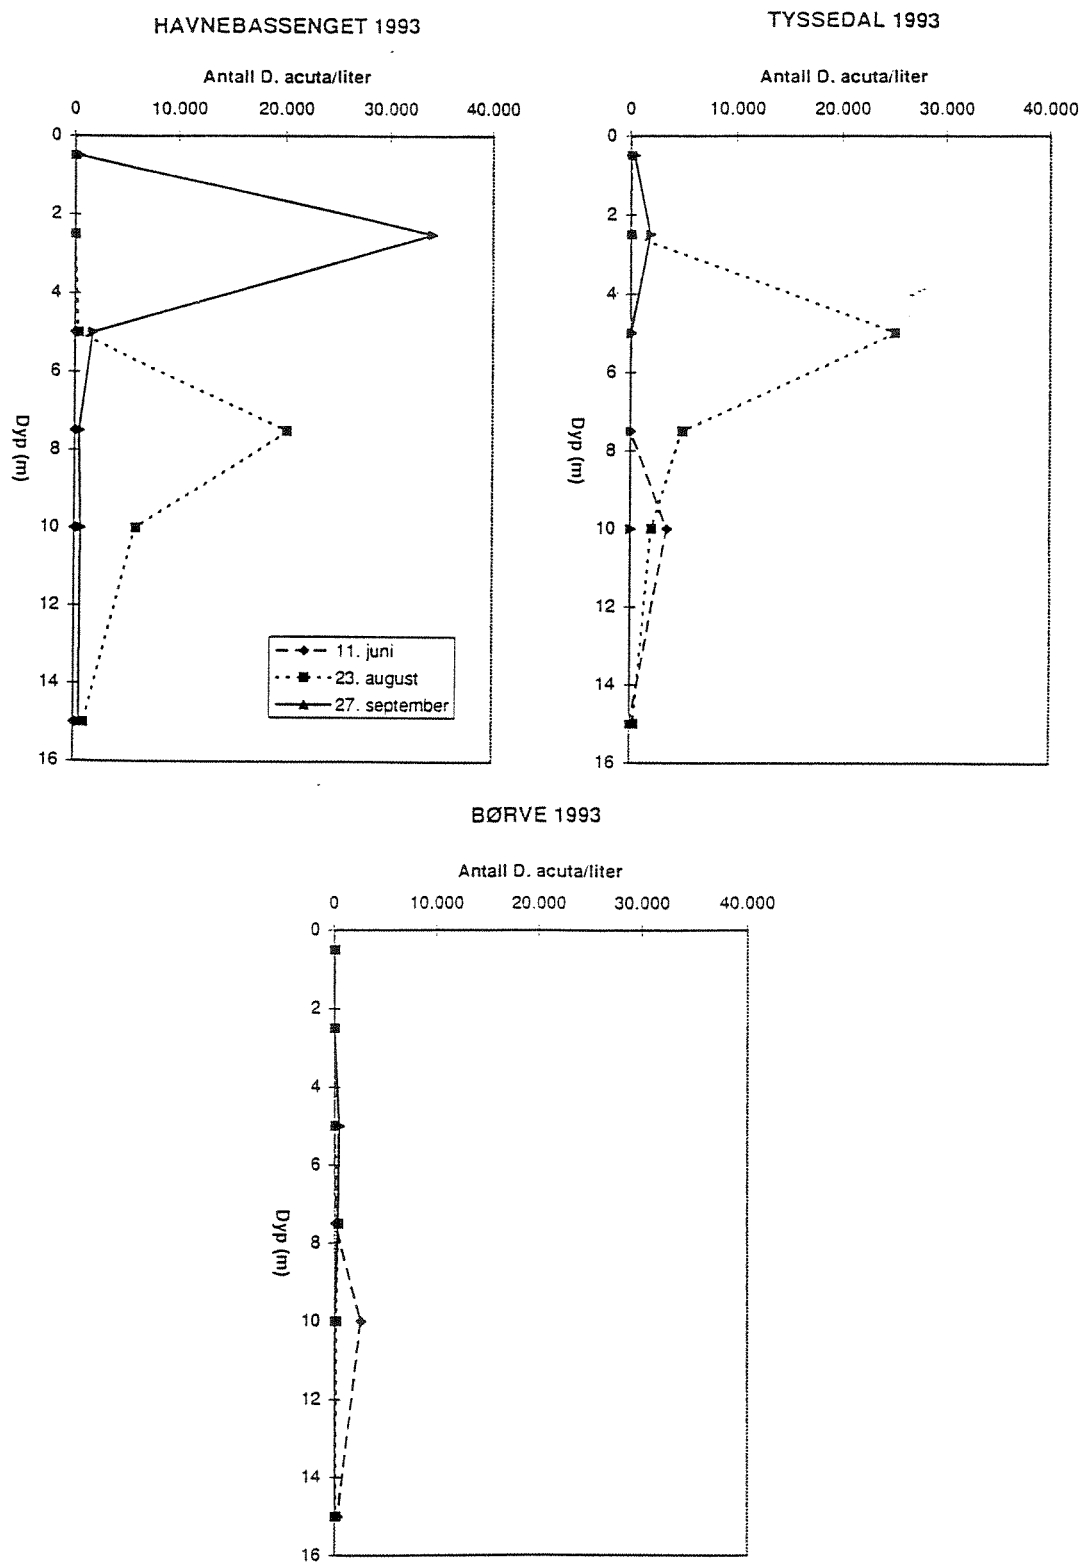 HAVNEBASSENGET 1993
Antall D. acuta/liter
0 10.000 20.000 30.000 40.000
0
2
4
6
8
10
12
14
16
Dyp (m)
11. juni
23. august
27. september
TYSSEDAL 1993
Antall D. acuta/liter
0 10.000 20.000 30.000 40.000
0
2
4
6
8
10
12
14
16
Dyp (m)
BØRVE 1993
Antall D. acuta/liter
0 10.000 20.000 30.000 40.000
0
2
4
6
8
10
12
14
16
Dyp (m)